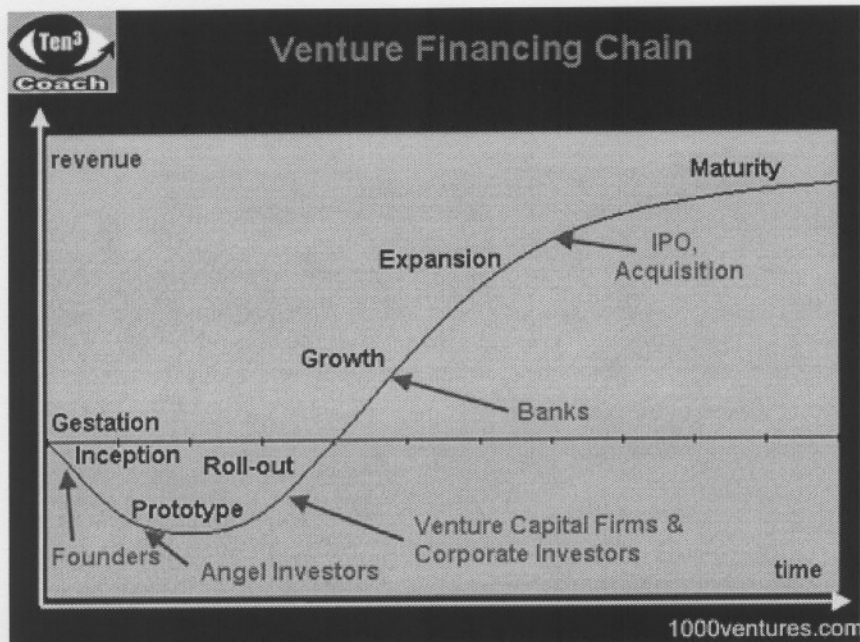 Ten³
Coach
Venture Financing Chain
revenue
Maturity
IPO,
Acquisition
Expansion
Growth
Banks
Gestation
Inception
Roll-out
Prototype
Venture Capital Firms &
Corporate Investors
Founders
Angel Investors
time
1000ventures.com